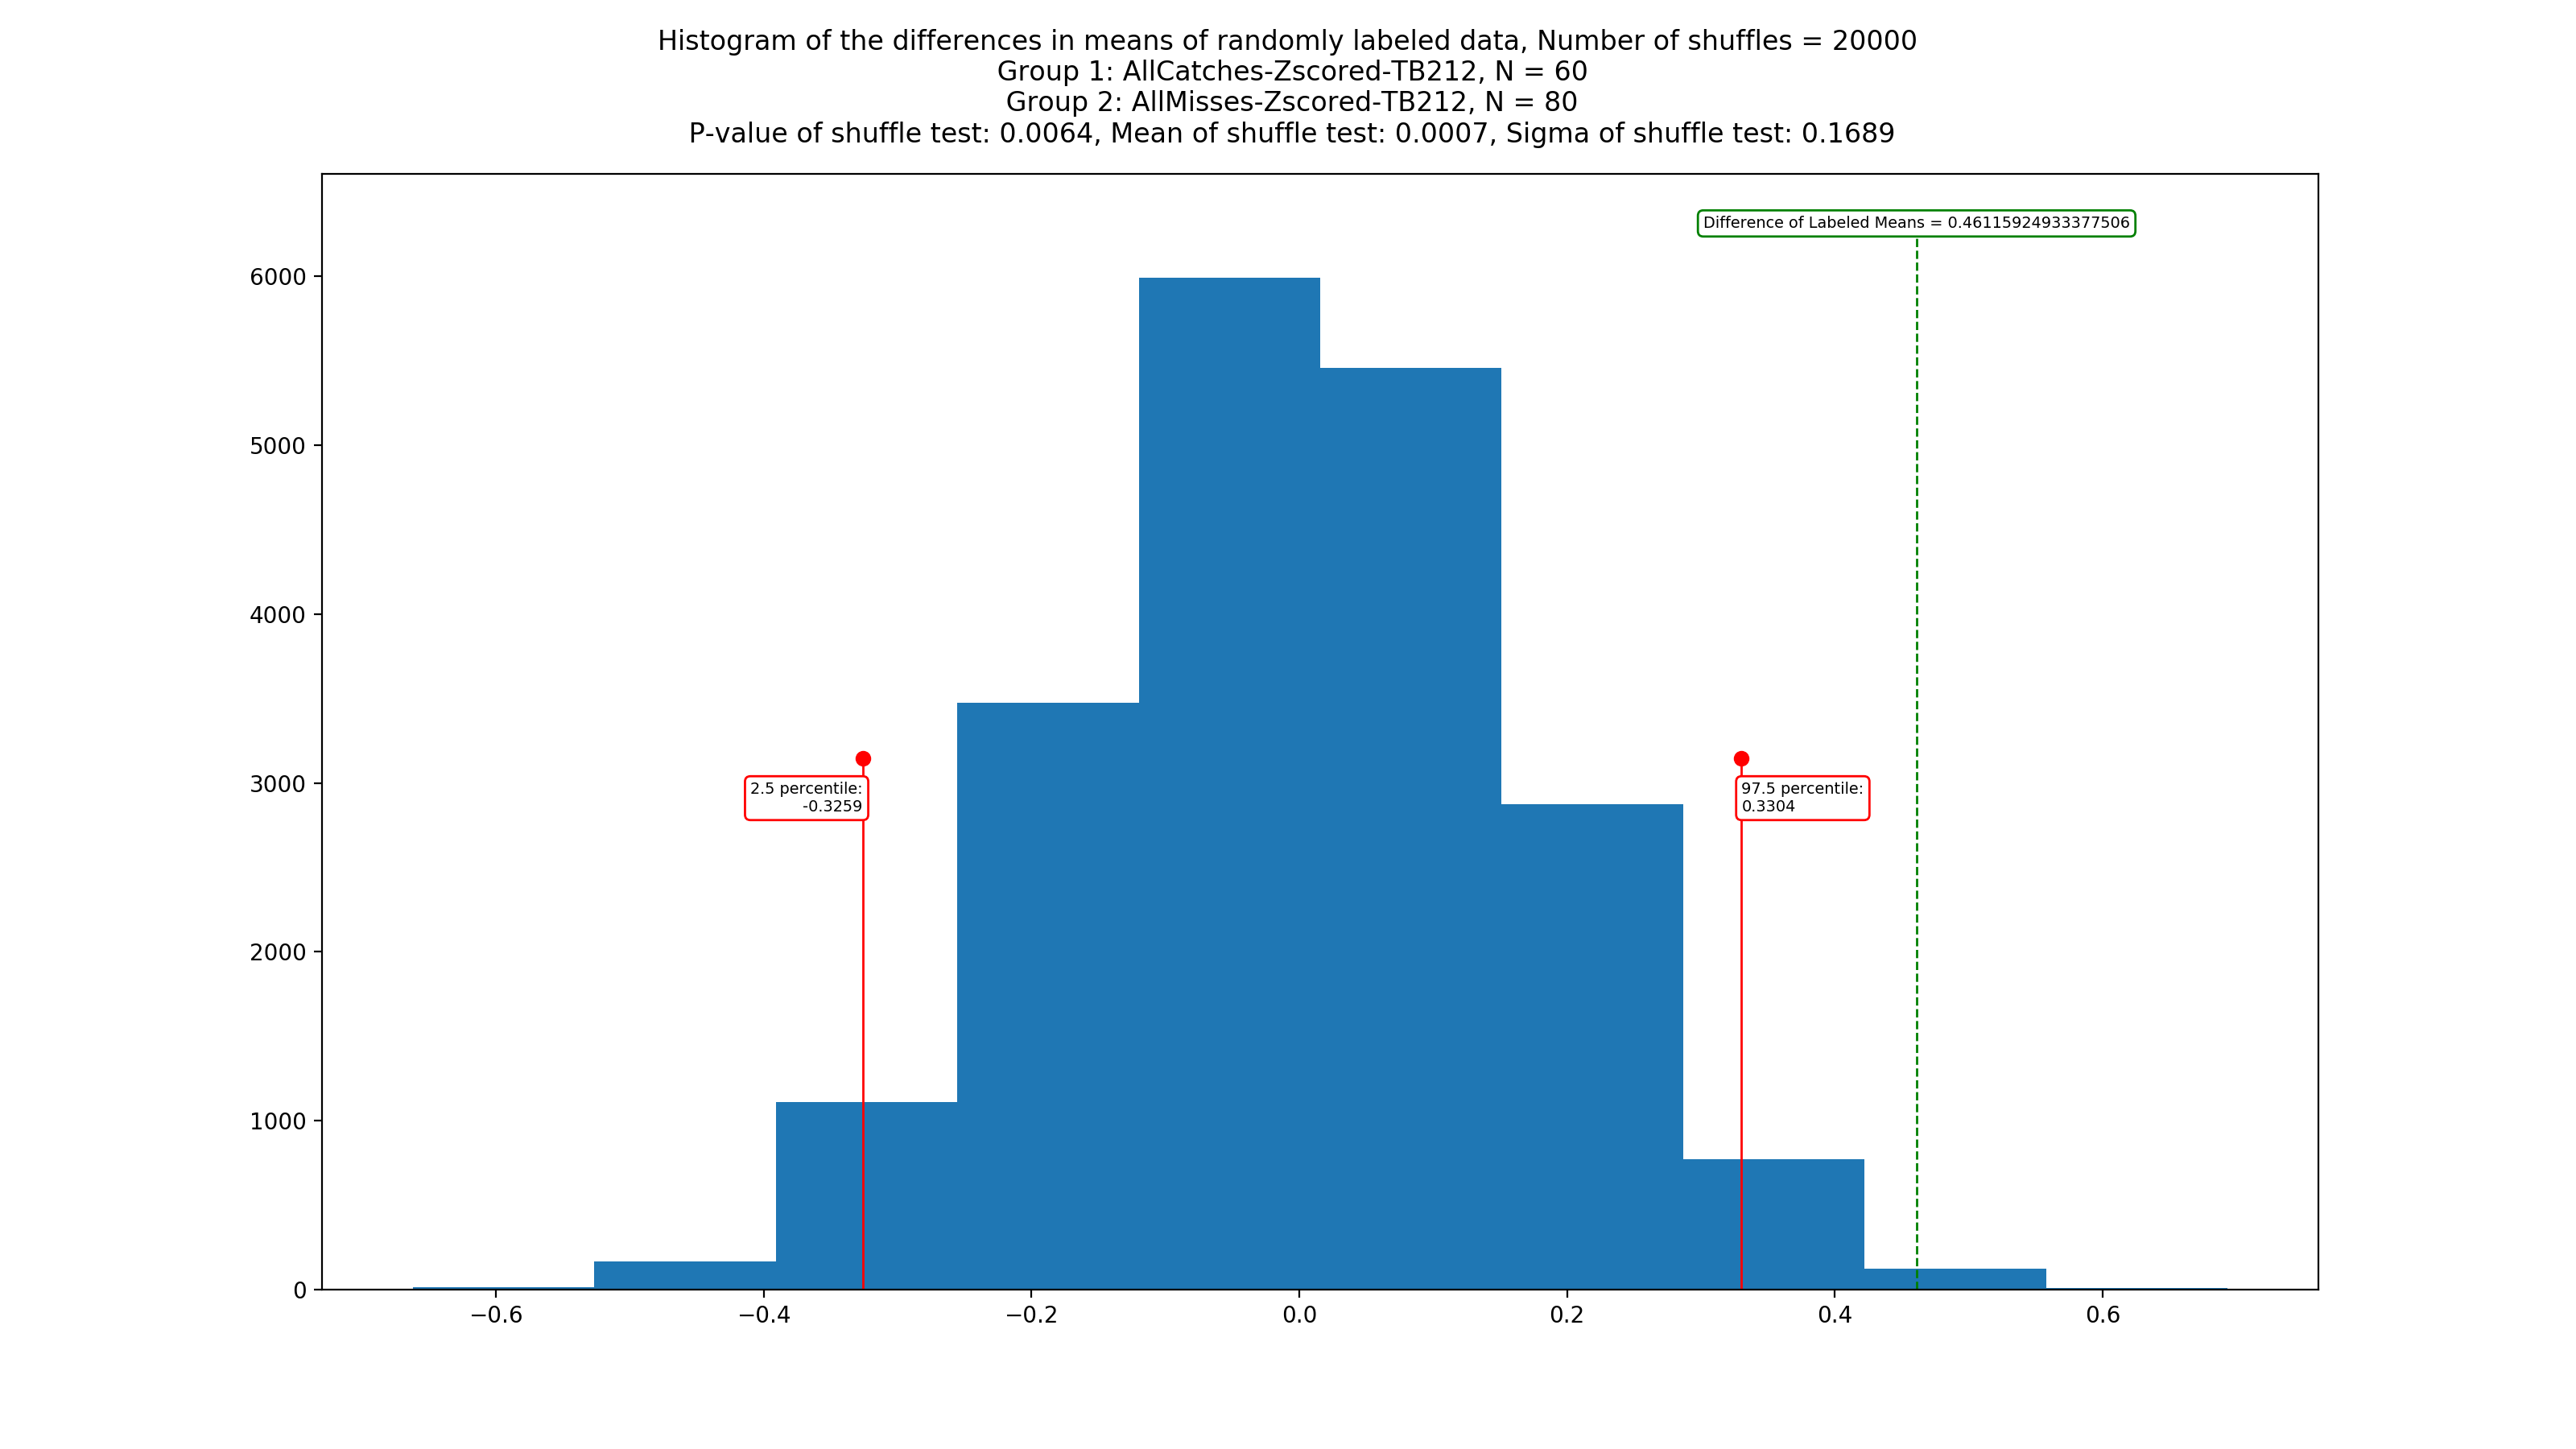 Histogram of the differences in means of randomly labeled data, Number of shuffles = 20000
Group 1: AllCatches-Zscored-TB212, N = 60
Group 2: AllMisses-Zscored-TB212, N = 80
P-value of shuffle test: 0.0064, Mean of shuffle test: 0.0007, Sigma of shuffle test: 0.1689
Difference of Labeled Means = 0.46115924933377506
6000
5000
4000
3000
2000
1000
0
2.5 percentile:
-0.3259
97.5 percentile:
0.3304
−0.6 −0.4 −0.2 0.0 0.2 0.4 0.6